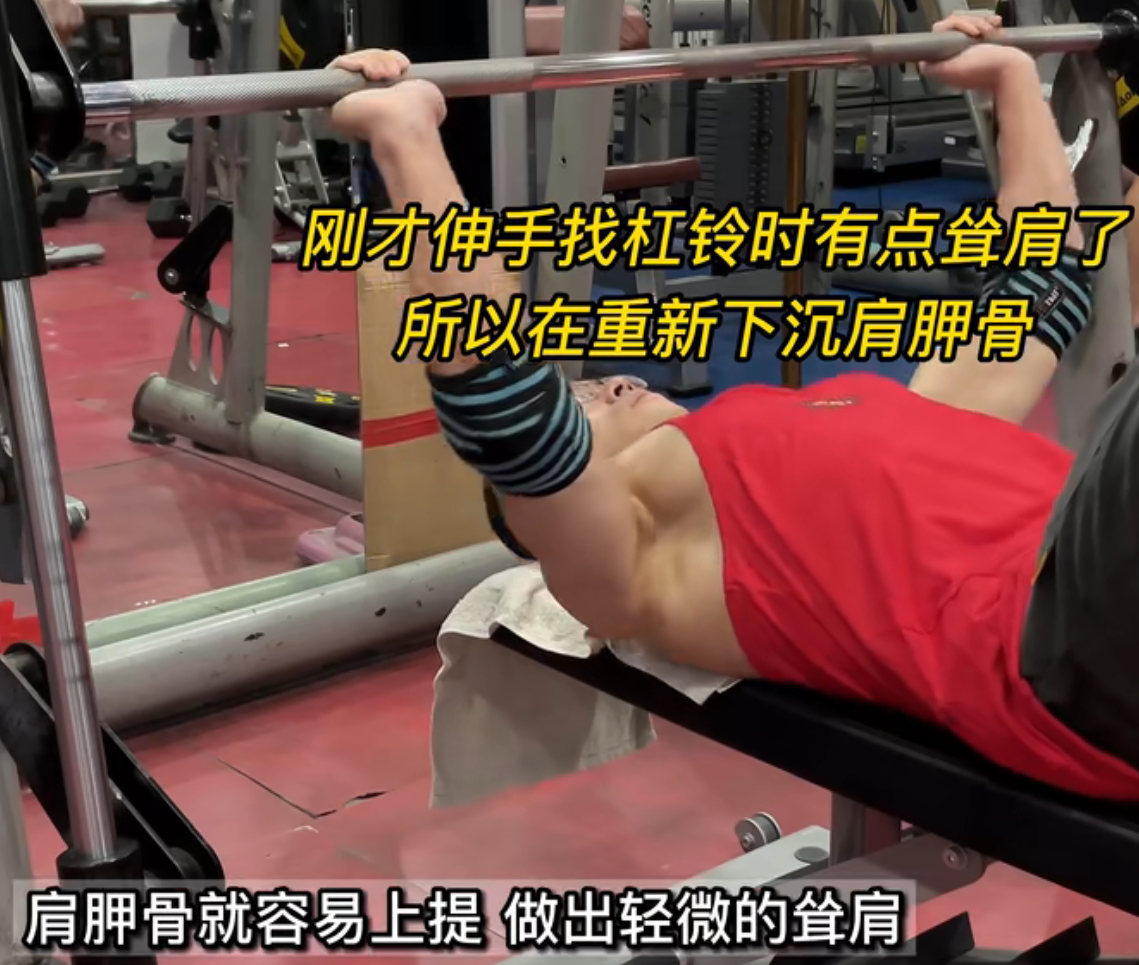 刚才伸手找杠铃时有点耸肩了
所以在重新下沉肩胛骨
肩胛骨就容易上提 做出轻微的耸肩